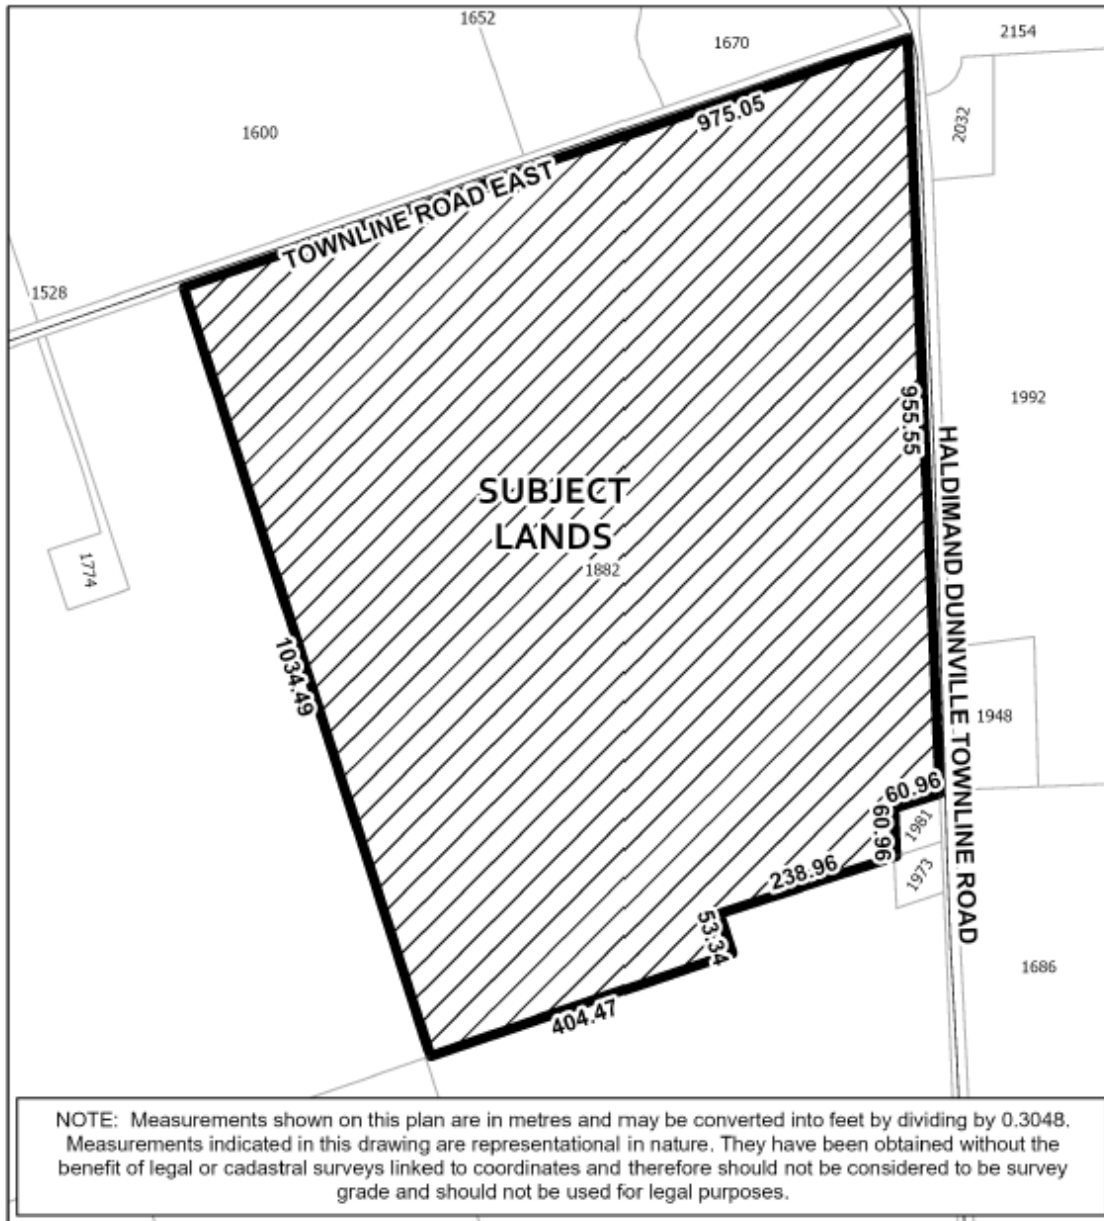 1652
2154
1670
975.05
2032
1600
TOWNLINE ROAD EAST
1528
955.55
1992
HALDIMAND DUNNVILLE TOWNLINE ROAD
SUBJECT
LANDS
1882
1774
1034.49
1948
60.96
60.96
1981
1973
238.96
53.34
1686
404.47
NOTE: Measurements shown on this plan are in metres and may be converted into feet by dividing by 0.3048.
Measurements indicated in this drawing are representational in nature. They have been obtained without the
benefit of legal or cadastral surveys linked to coordinates and therefore should not be considered to be survey
grade and should not be used for legal purposes.